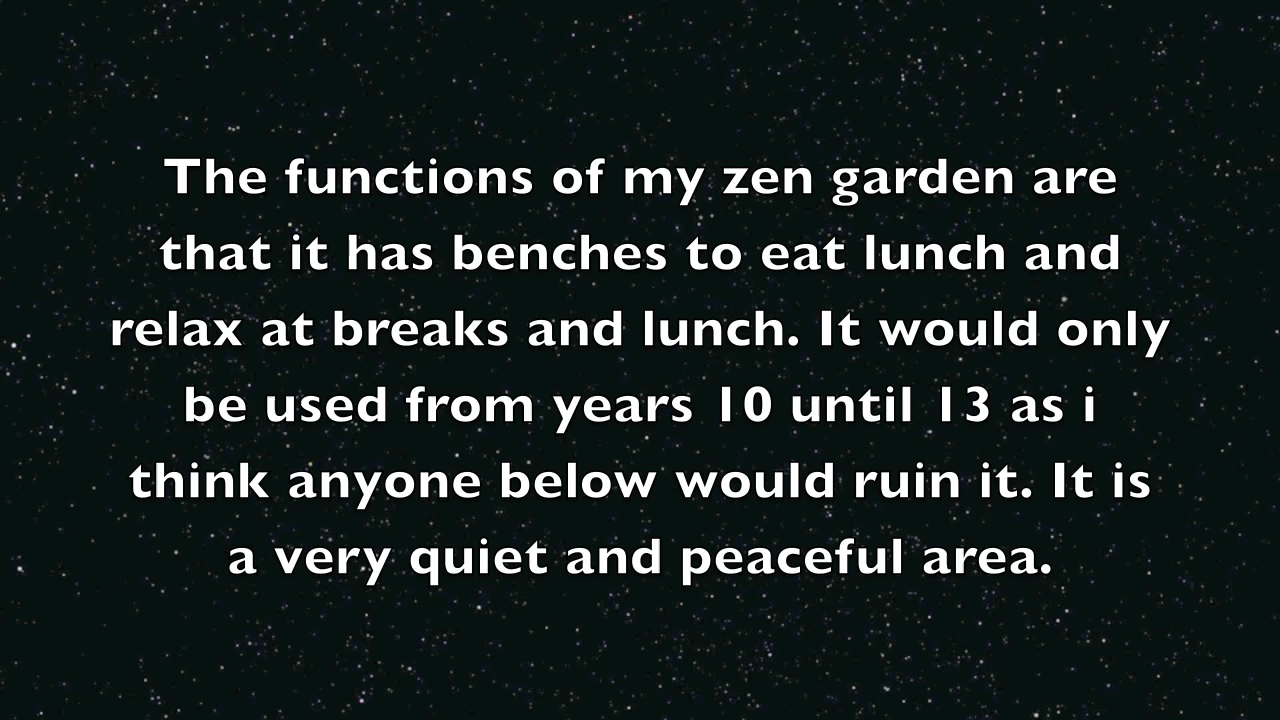 The functions of my zen garden are
that it has benches to eat lunch and
relax at breaks and lunch. It would only
be used from years 10 until 13 as i
think anyone below would ruin it. It is
a very quiet and peaceful area.